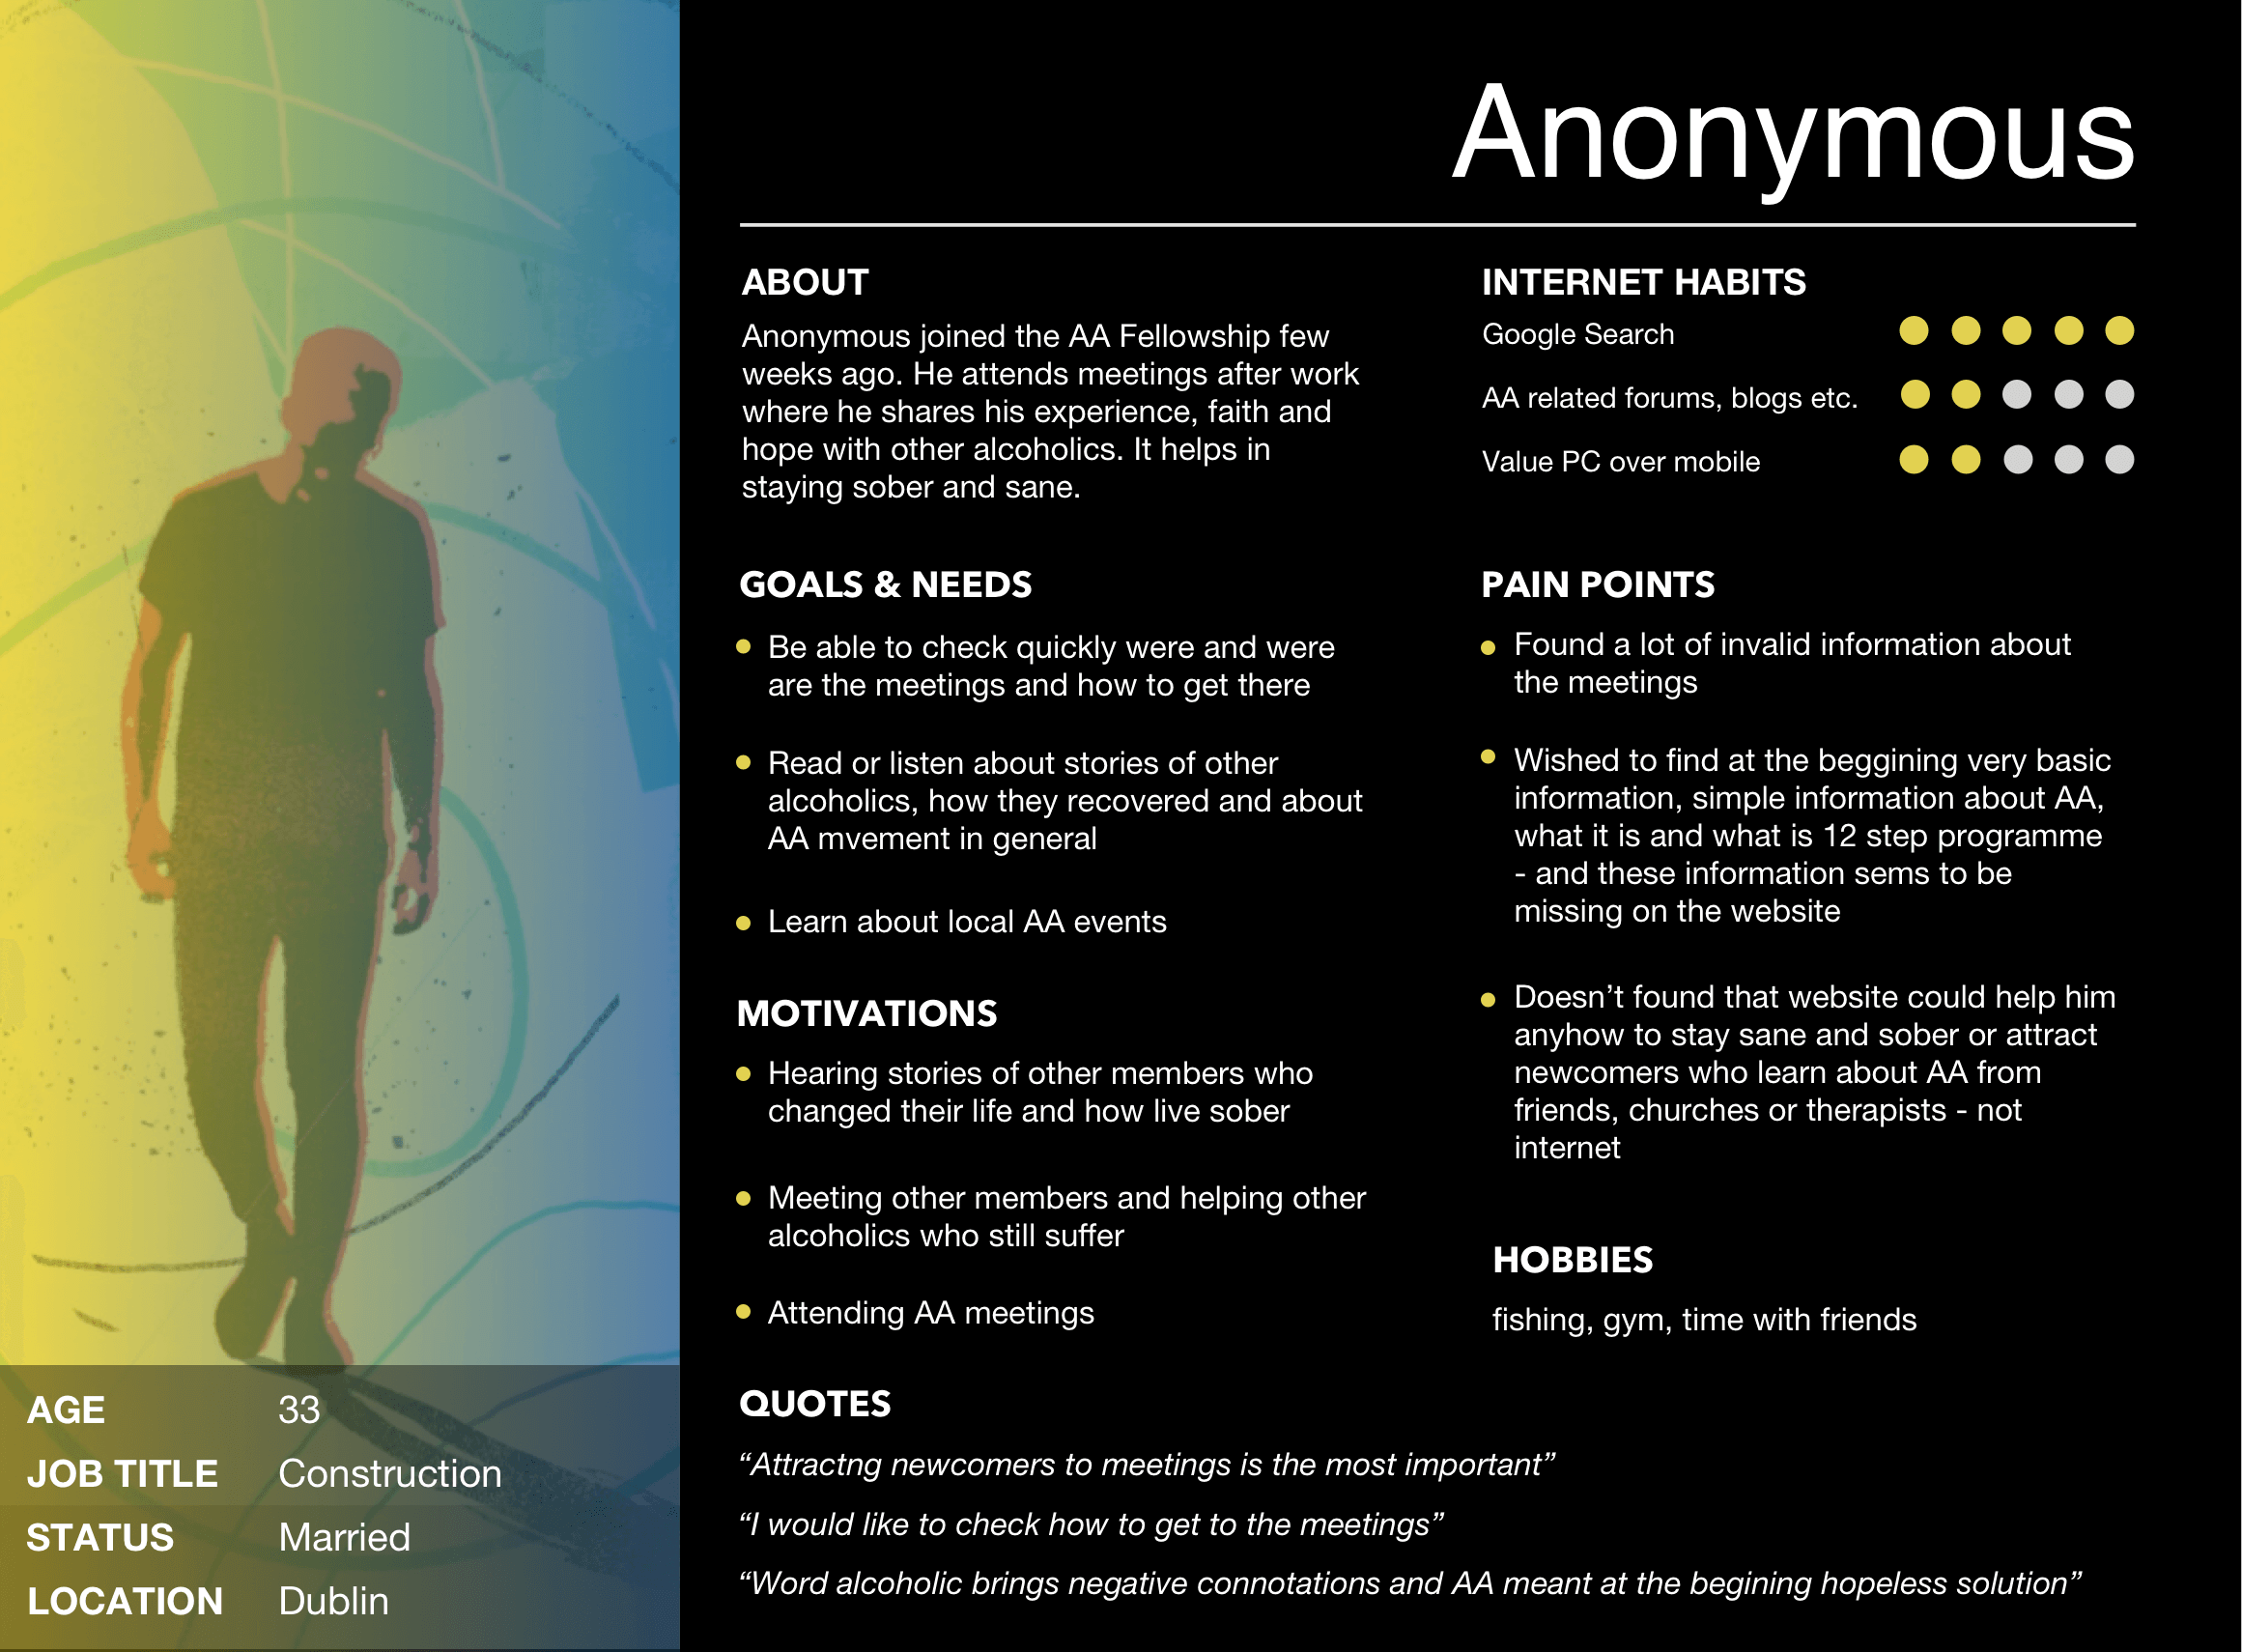 Anonymous
ABOUT
Anonymous joined the AA Fellowship few
weeks ago. He attends meetings after work
where he shares his experience, faith and
hope with other alcoholics. It helps in
staying sober and sane.
INTERNET HABITS
Google Search
AA related forums, blogs etc.
Value PC over mobile
GOALS & NEEDS
Be able to check quickly were and were
are the meetings and how to get there
Read or listen about stories of other
alcoholics, how they recovered and about
AA mvement in general
Learn about local AA events
PAIN POINTS
Found a lot of invalid information about
the meetings
Wished to find at the beggining very basic
information, simple information about AA,
what it is and what is 12 step programme
- and these information sems to be
missing on the website
Doesn’t found that website could help him
anyhow to stay sane and sober or attract
newcomers who learn about AA from
friends, churches or therapists - not
internet
MOTIVATIONS
Hearing stories of other members who
changed their life and how live sober
Meeting other members and helping other
alcoholics who still suffer
Attending AA meetings
HOBBIES
fishing, gym, time with friends
QUOTES
“Attractng newcomers to meetings is the most important”
“I would like to check how to get to the meetings”
“Word alcoholic brings negative connotations and AA meant at the begining hopeless solution”
AGE 33
JOB TITLE Construction
STATUS Married
LOCATION Dublin